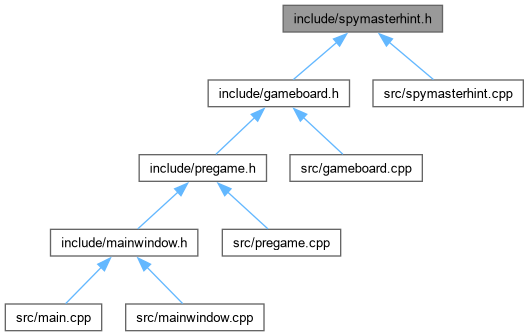 include/spymasterhint.h
include/gameboard.h
src/spymasterhint.cpp
include/pregame.h
src/gameboard.cpp
include/mainwindow.h
src/pregame.cpp
src/main.cpp
src/mainwindow.cpp